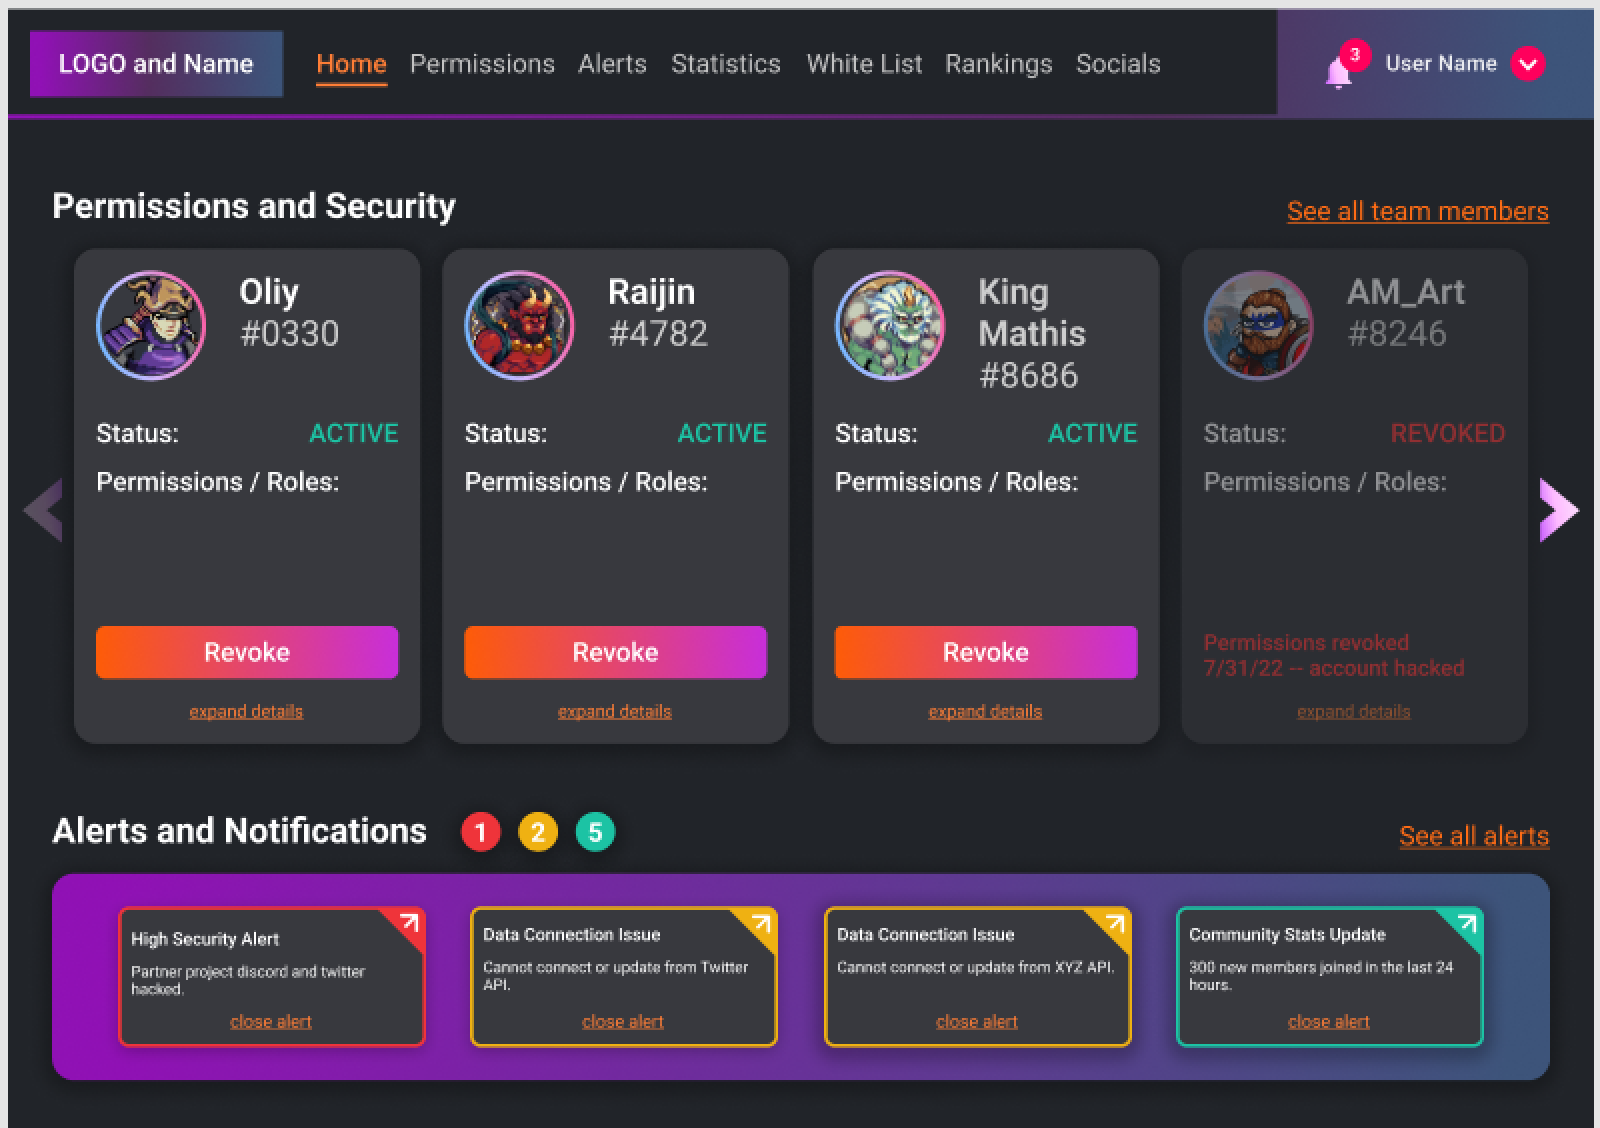 LOGO and Name
Home Permissions Alerts Statistics White List Rankings Socials
3
User Name
Permissions and Security
See all team members
Oliy
#0330
Status: ACTIVE
Permissions / Roles:
Revoke
expand details
Raijin
#4782
Status: ACTIVE
Permissions / Roles:
Revoke
expand details
King
Mathis
#8686
Status: ACTIVE
Permissions / Roles:
Revoke
expand details
AM_Art
#8246
Status: REVOKED
Permissions / Roles:
Permissions revoked
7/31/22 -- account hacked
expand details
Alerts and Notifications 1 2 5
See all alerts
High Security Alert
Partner project discord and twitter
hacked.
close alert
Data Connection Issue
Cannot connect or update from Twitter
API.
close alert
Data Connection Issue
Cannot connect or update from XYZ API.
close alert
Community Stats Update
300 new members joined in the last 24
hours.
close alert